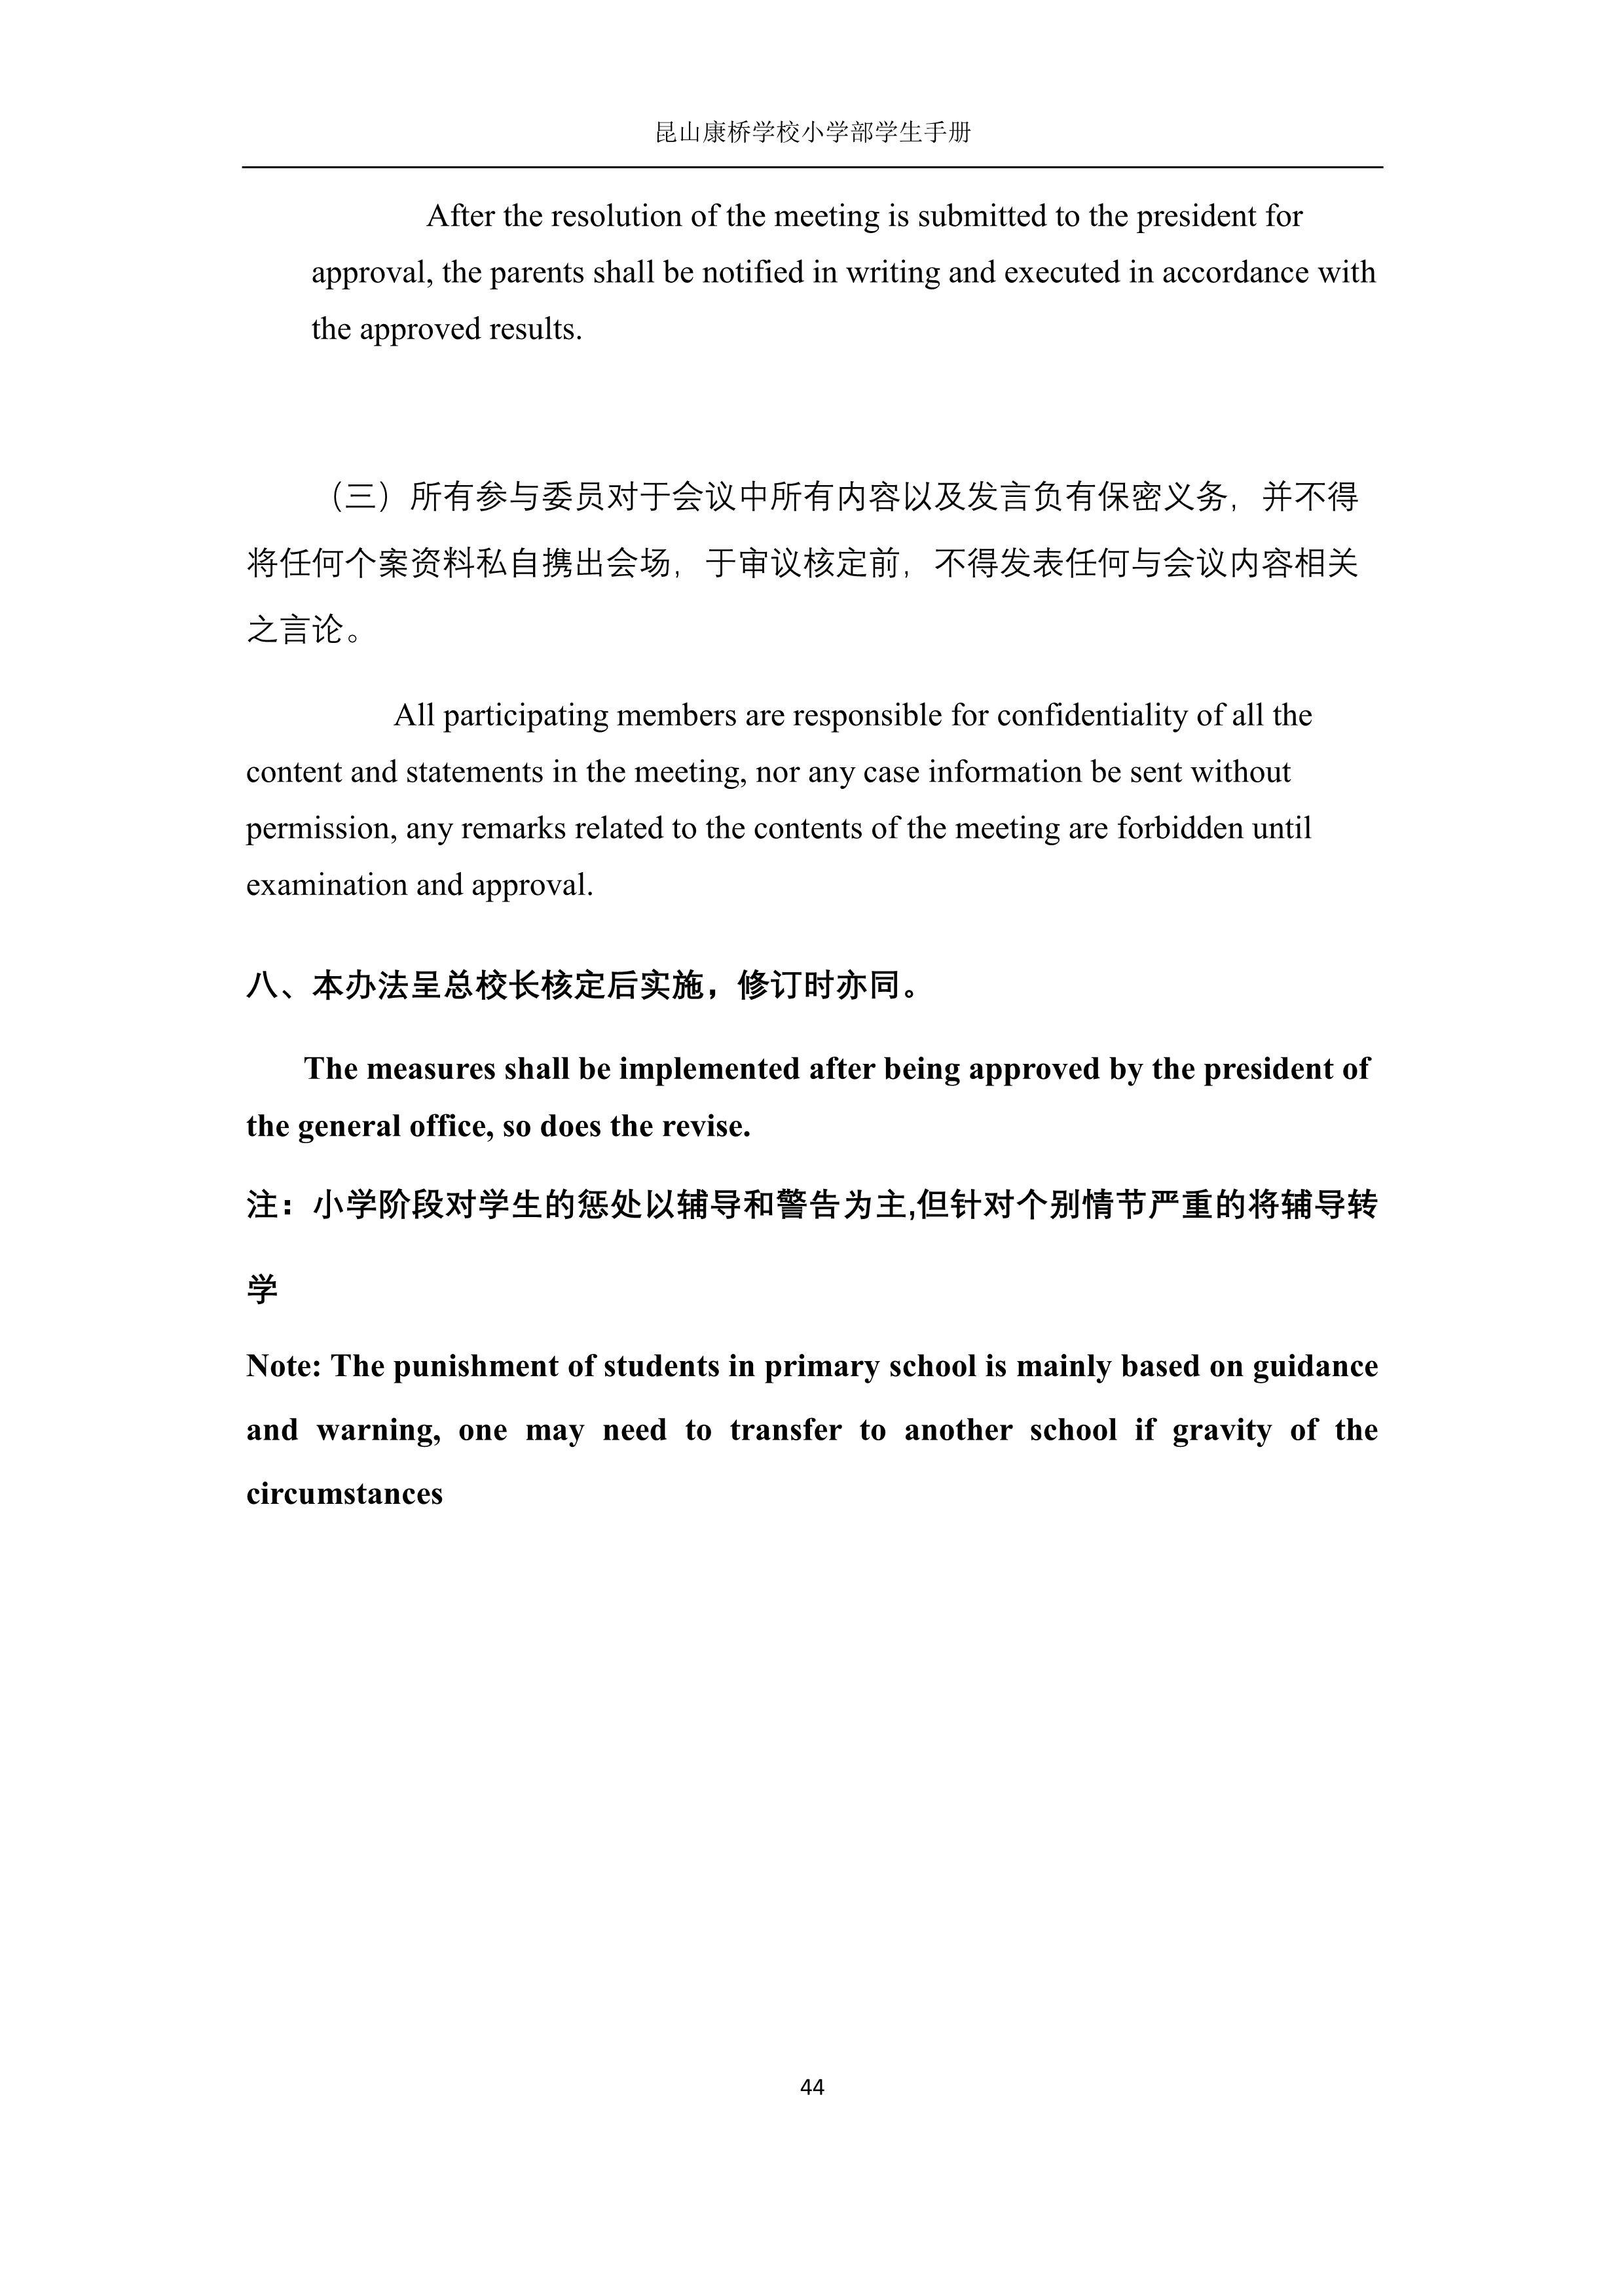 昆山康桥学校小学部学生手册
After the resolution of the meeting is submitted to the president for
approval, the parents shall be notified in writing and executed in accordance with
the approved results.
（三）所有参与委员对于会议中所有内容以及发言负有保密义务，并不得
将任何个案资料私自携出会场，于审议核定前，不得发表任何与会议内容相关
之言论。
All participating members are responsible for confidentiality of all the
content and statements in the meeting, nor any case information be sent without
permission, any remarks related to the contents of the meeting are forbidden until
examination and approval.
八、本办法呈总校长核定后实施，修订时亦同。
The measures shall be implemented after being approved by the president of
the general office, so does the revise.
注：小学阶段对学生的惩处以辅导和警告为主,但针对个别情节严重的将辅导转
学
Note: The punishment of students in primary school is mainly based on guidance
and warning, one may need to transfer to another school if gravity of the
circumstances
44